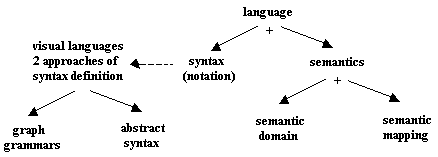 language
+
visual languages
2 approaches of
syntax definition
syntax
(notation)
semantics
+
graph
grammars
abstract
syntax
semantic
domain
semantic
mapping